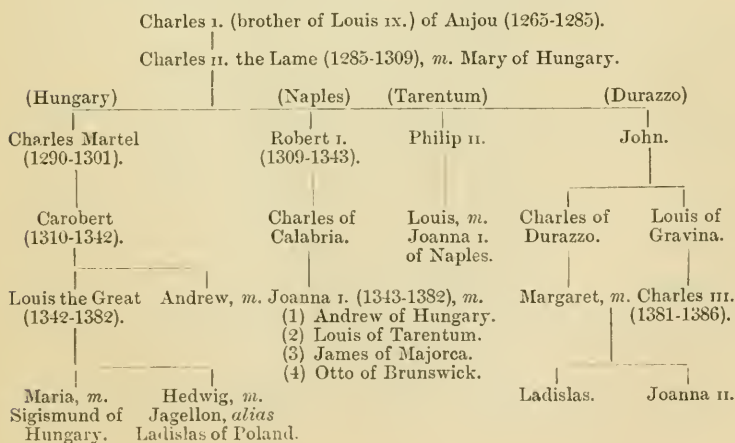 Charles I. (brother of Louis IX.) of Anjou (1265-1285).
Charles II. the Lame (1285-1309), m. Mary of Hungary.
(Hungary) (Naples) (Tarentum) (Durazzo)
Charles Martel Robert I. Philip II. John.
(1290-1301). (1309-1343).
Carobert Charles of Louis, m. Charles of Louis of
(1310-1342). Calabria. Joanna I. Durazzo. Gravina.
of Naples.
Louis the Great Andrew, m. Joanna I. (1343-1382), m. Margaret, m. Charles III.
(1342-1382). (1) Andrew of Hungary. (1381-1386).
(2) Louis of Tarentum.
(3) James of Majorca.
(4) Otto of Brunswick.
Maria, m. Hedwig, m. Ladislas. Joanna II.
Sigismund of Jagellon, alias
Hungary. Ladislas of Poland.